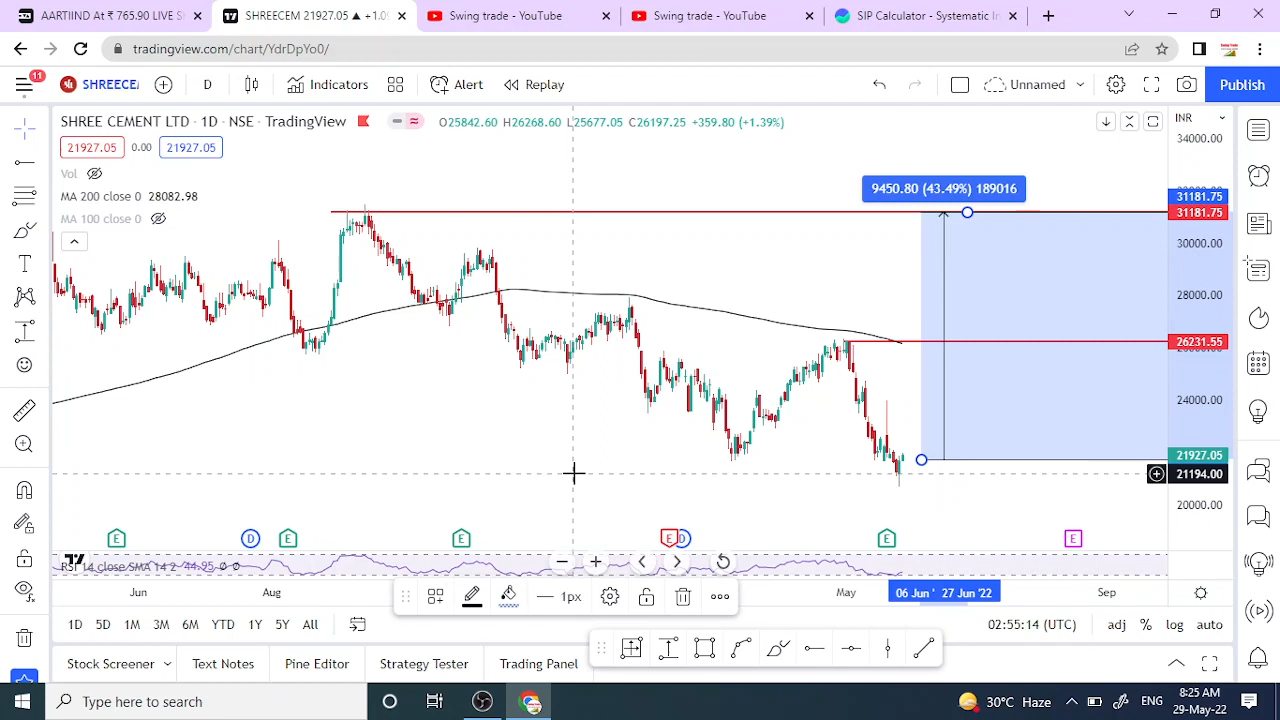 AARTIIND At ₹ 765.90 LIVE S
SHREECEM 21927.05 ▲ +1.09
Swing trade - YouTube
Swing trade - YouTube
SIP Calculator - Systematic In
tradingview.com/chart/YdrDpYo0/
11
SHREECEM
D
Indicators
Alert
Replay
Unnamed
Publish
SHREE CEMENT LTD · 1D · NSE · TradingView
O25842.60 H26268.60 L25677.05 C26197.25 +359.80 (+1.39%)
INR
21927.05 0.00 21927.05
34000.00
Vol
MA 200 close 0 28082.98
MA 100 close 0
9450.80 (43.49%) 189016
31181.75
31181.75
30000.00
28000.00
26231.55
24000.00
21927.05
21194.00
20000.00
E D E E E D E E
RSI 14 close SMA 14 2 44.95 ∅ ∅
1px
Jun Aug May 06 Jun ' 27 Jun '22 Sep
1D 5D 1M 3M 6M YTD 1Y 5Y All
02:55:14 (UTC) adj % log auto
Stock Screener Text Notes Pine Editor Strategy Tester Trading Panel
Type here to search
30°C Haze
ENG
8:25 AM
29-May-22